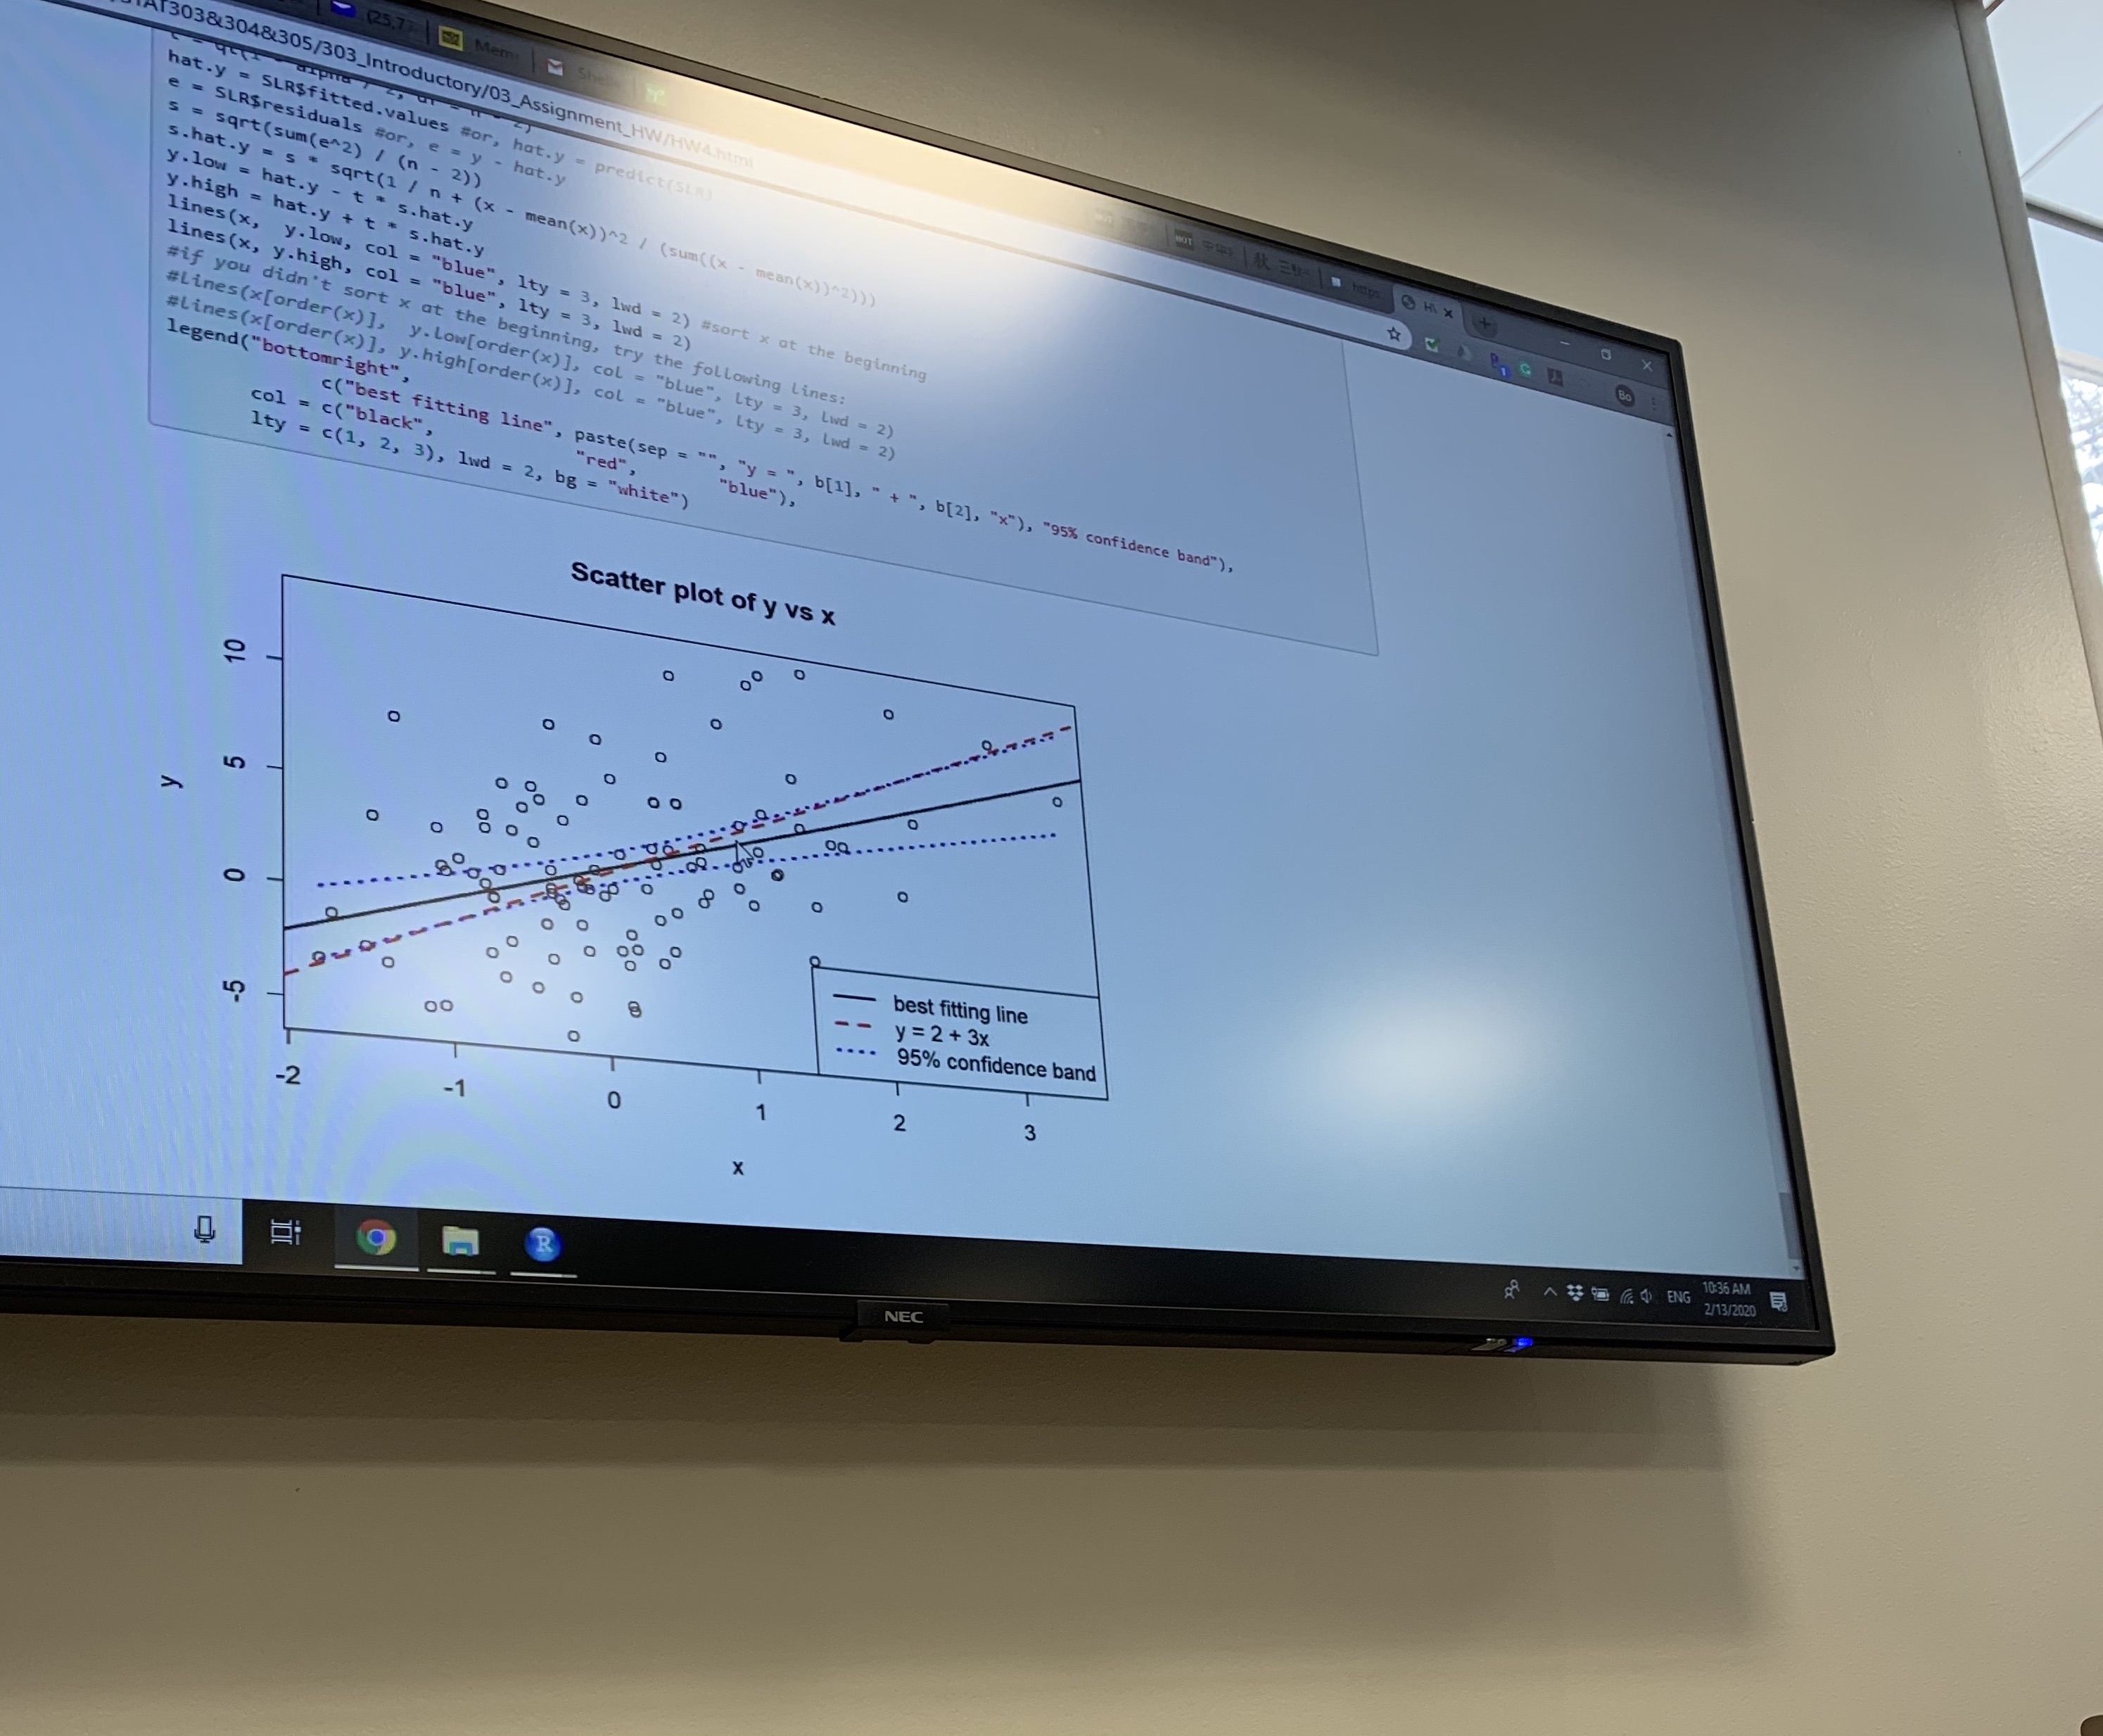 303&304&305/303_Introductory/03_Assignment_HW/HW4.html
hat.y = SLR$fitted.values #or, hat.y = predict(SLR)
e = SLR$residuals #or, e = y - hat.y
s = sqrt(sum(e^2) / (n - 2))
s.hat.y = s * sqrt(1 / n + (x - mean(x))^2 / (sum((x - mean(x))^2)))
y.low = hat.y - t * s.hat.y
y.high = hat.y + t * s.hat.y
lines(x, y.low, col = "blue", lty = 3, lwd = 2) #sort x at the beginning
lines(x, y.high, col = "blue", lty = 3, lwd = 2)
#if you didn't sort x at the beginning, try the following lines:
#lines(x[order(x)], y.low[order(x)], col = "blue", lty = 3, lwd = 2)
#lines(x[order(x)], y.high[order(x)], col = "blue", lty = 3, lwd = 2)
legend("bottomright",
c("best fitting line", paste(sep = "", "y = ", b[1], " + ", b[2], "x"), "95% confidence band"),
col = c("black", "red", "blue"),
lty = c(1, 2, 3), lwd = 2, bg = "white")
Scatter plot of y vs x
y
10
5
0
-5
-2
-1
0
1
2
3
x
best fitting line
y = 2 + 3x
95% confidence band
Bo
R
ENG
10:36 AM
2/13/2020
NEC